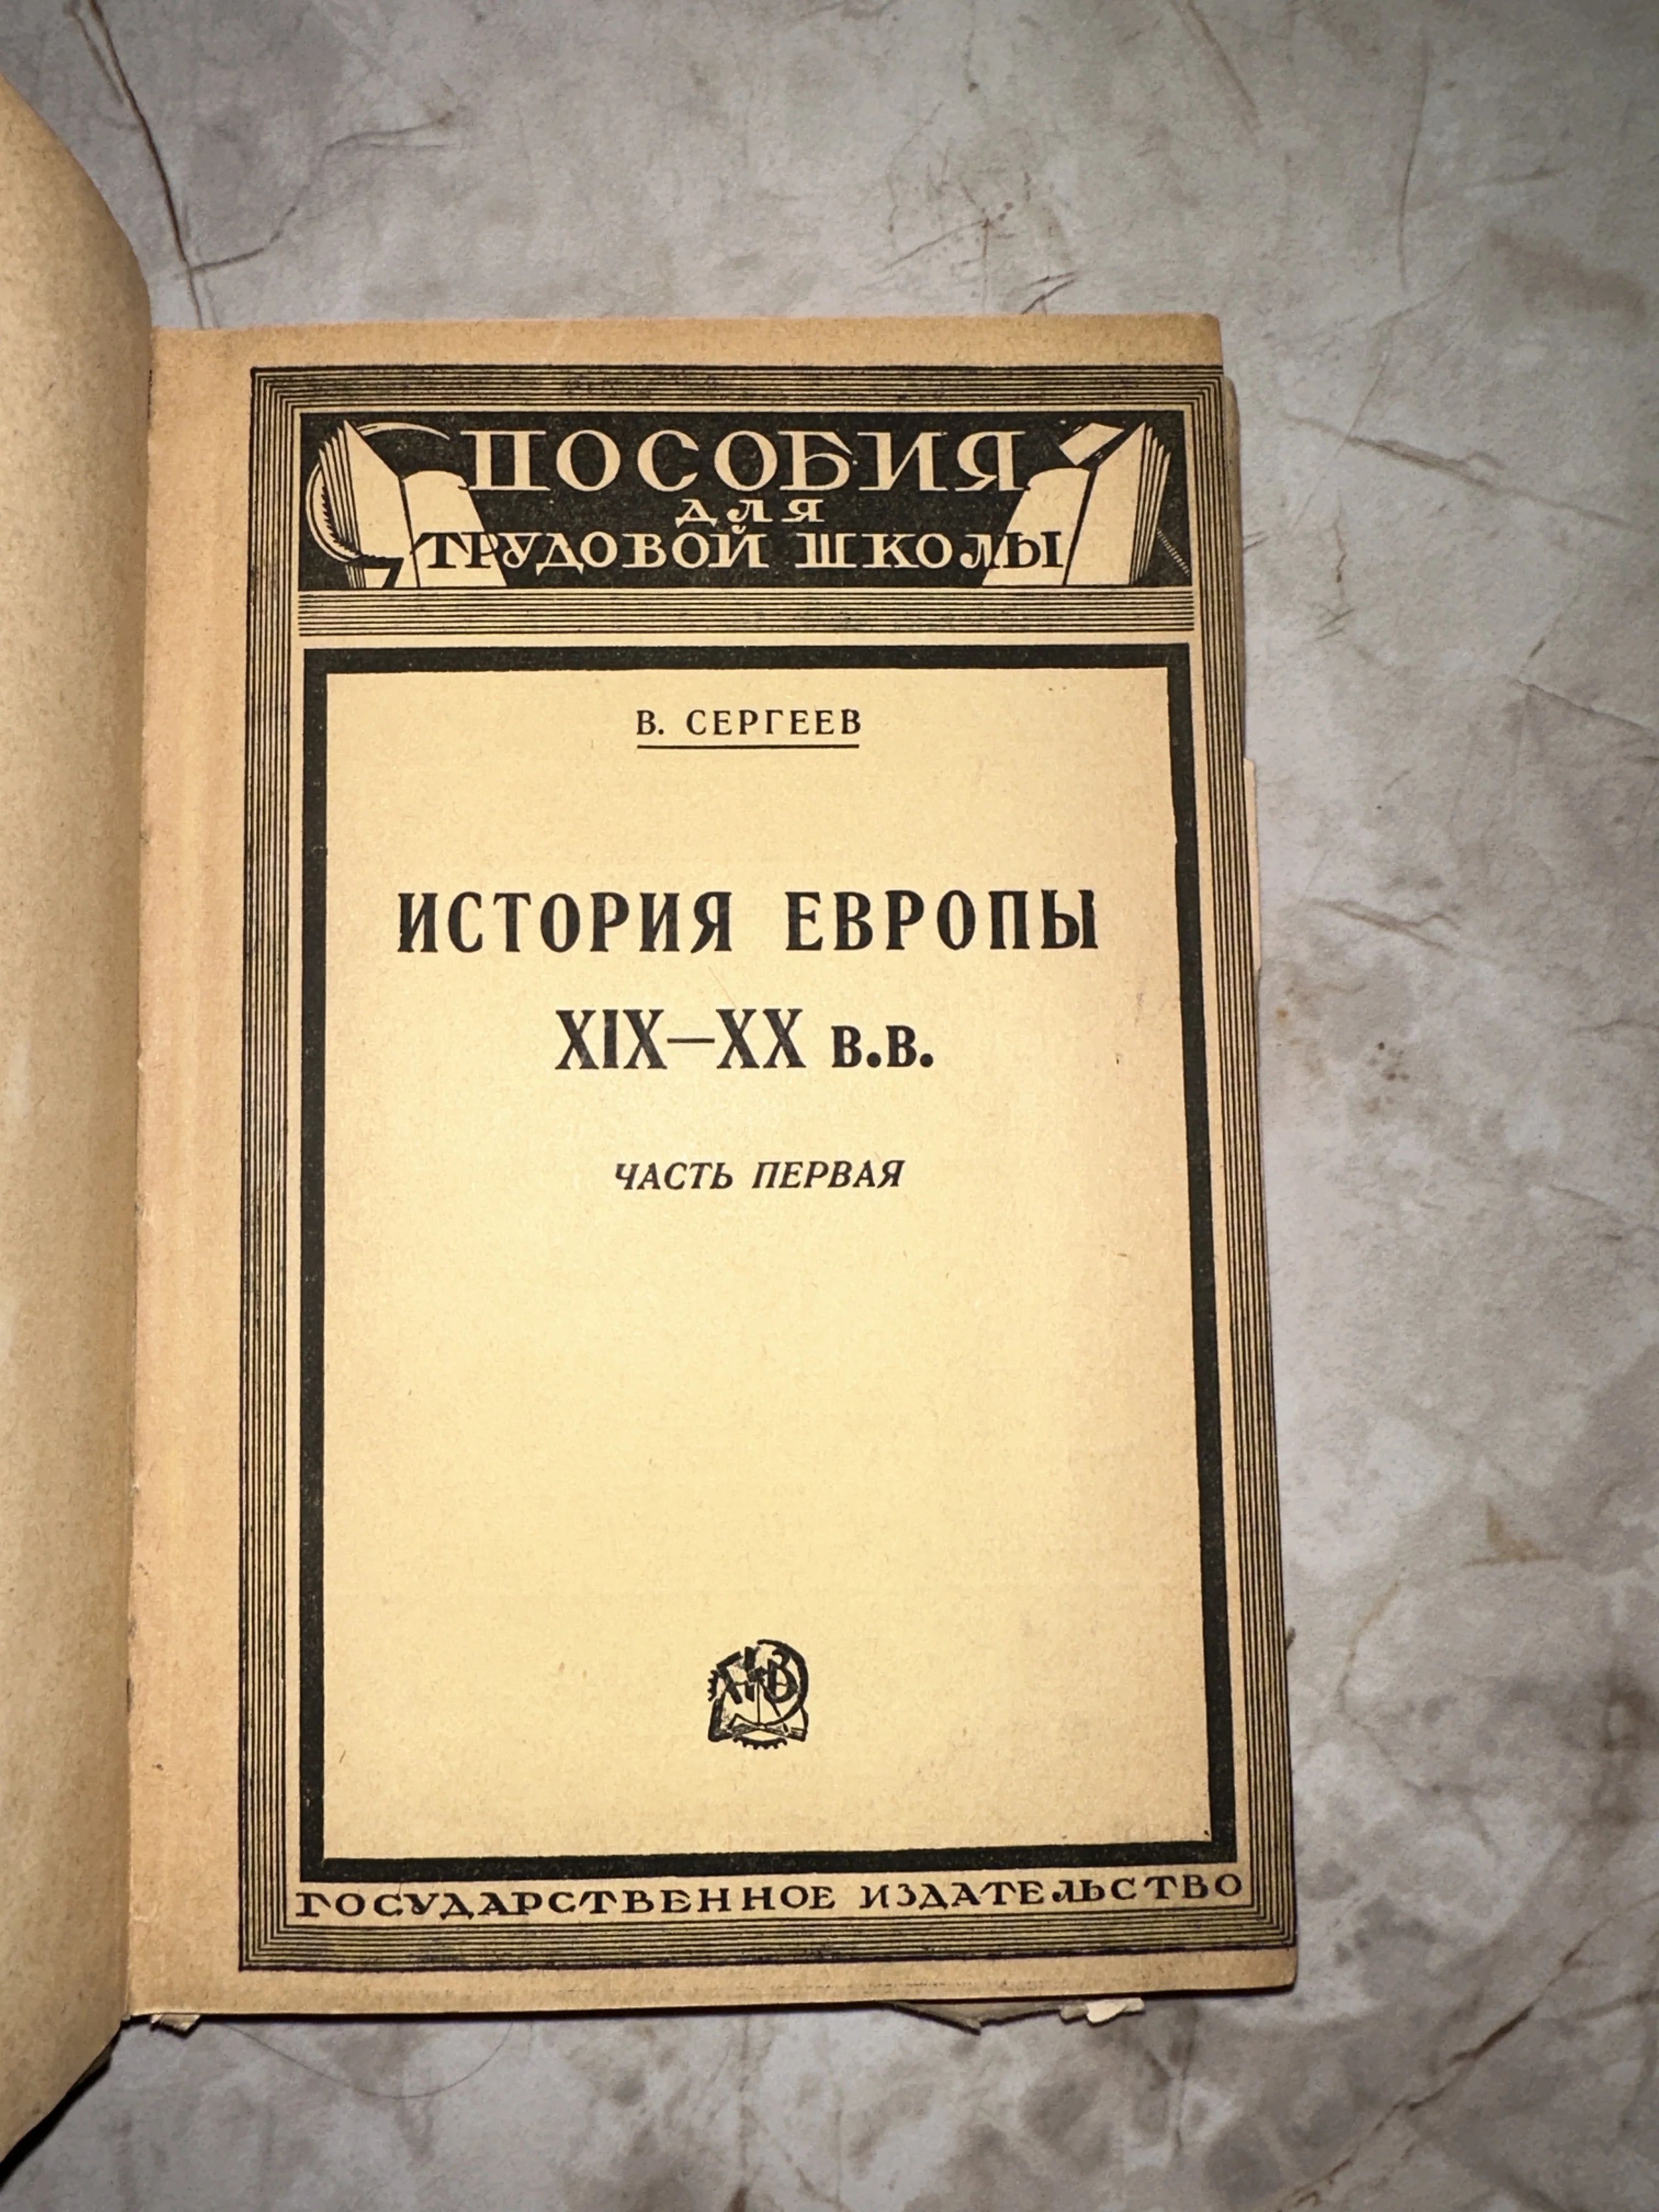 ПОСОБИЯ
ДЛЯ
ТРУДОВОЙ ШКОЛЫ
В. СЕРГЕЕВ
ИСТОРИЯ ЕВРОПЫ
XIX—XX в.в.
ЧАСТЬ ПЕРВАЯ
ГОСУДАРСТВЕННОЕ ИЗДАТЕЛЬСТВО